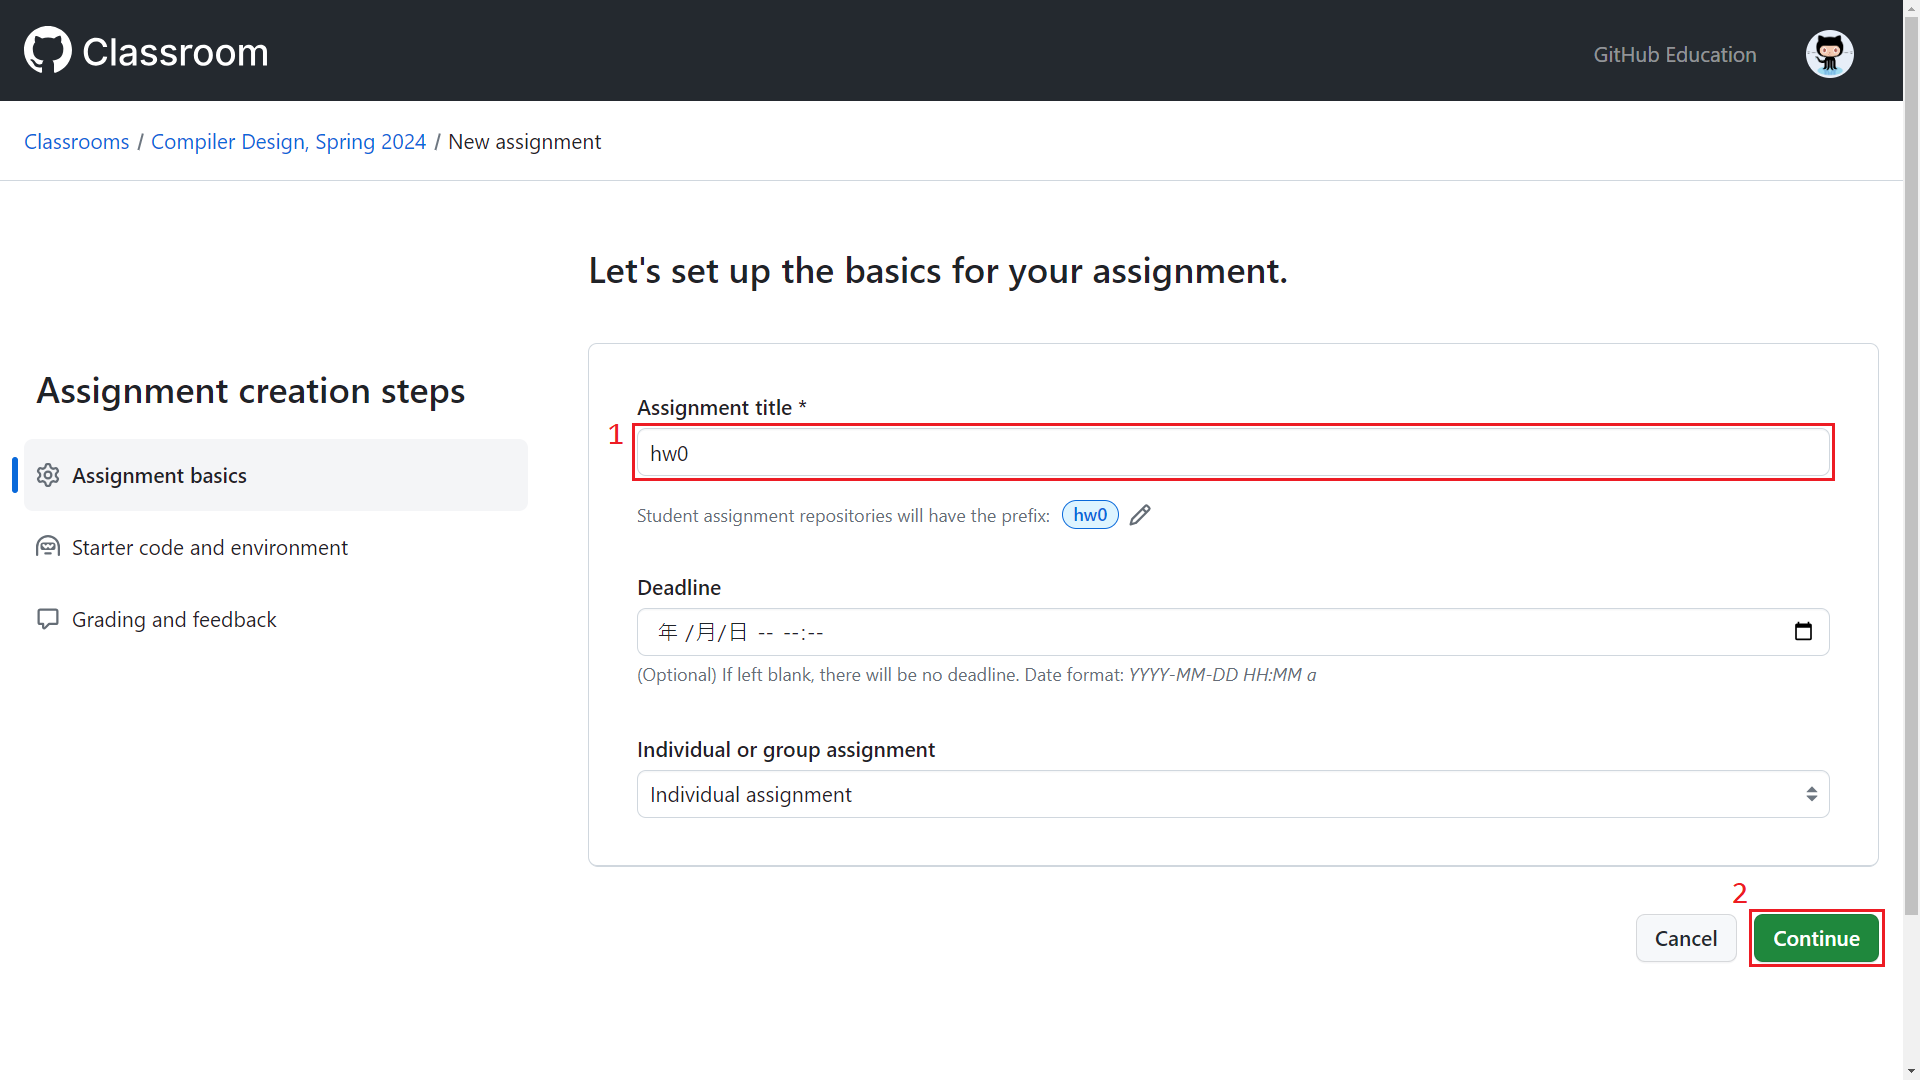 Classroom
GitHub Education
Classrooms / Compiler Design, Spring 2024 / New assignment
Let's set up the basics for your assignment.
Assignment creation steps
Assignment basics
Starter code and environment
Grading and feedback
Assignment title *
1
hw0
Student assignment repositories will have the prefix: hw0
Deadline
年 /月/日 -- --:--
(Optional) If left blank, there will be no deadline. Date format: YYYY-MM-DD HH:MM a
Individual or group assignment
Individual assignment
2
Cancel
Continue